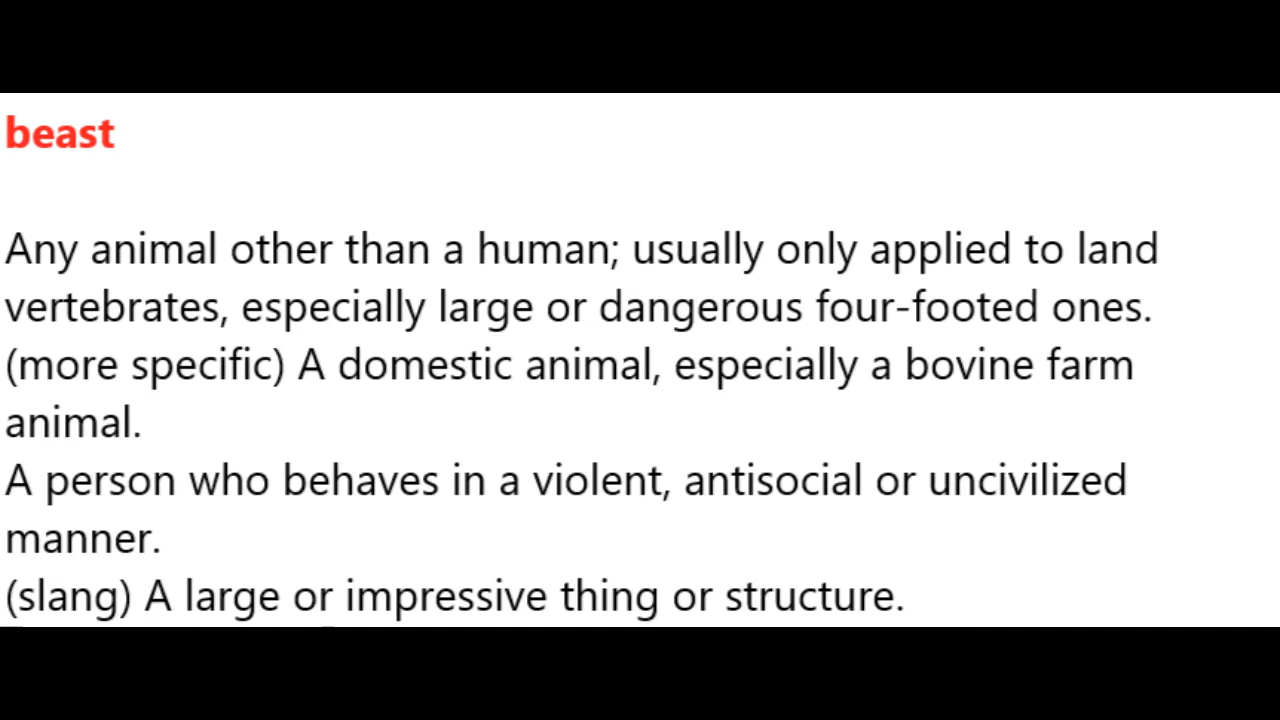 beast
Any animal other than a human; usually only applied to land
vertebrates, especially large or dangerous four-footed ones.
(more specific) A domestic animal, especially a bovine farm
animal.
A person who behaves in a violent, antisocial or uncivilized
manner.
(slang) A large or impressive thing or structure.